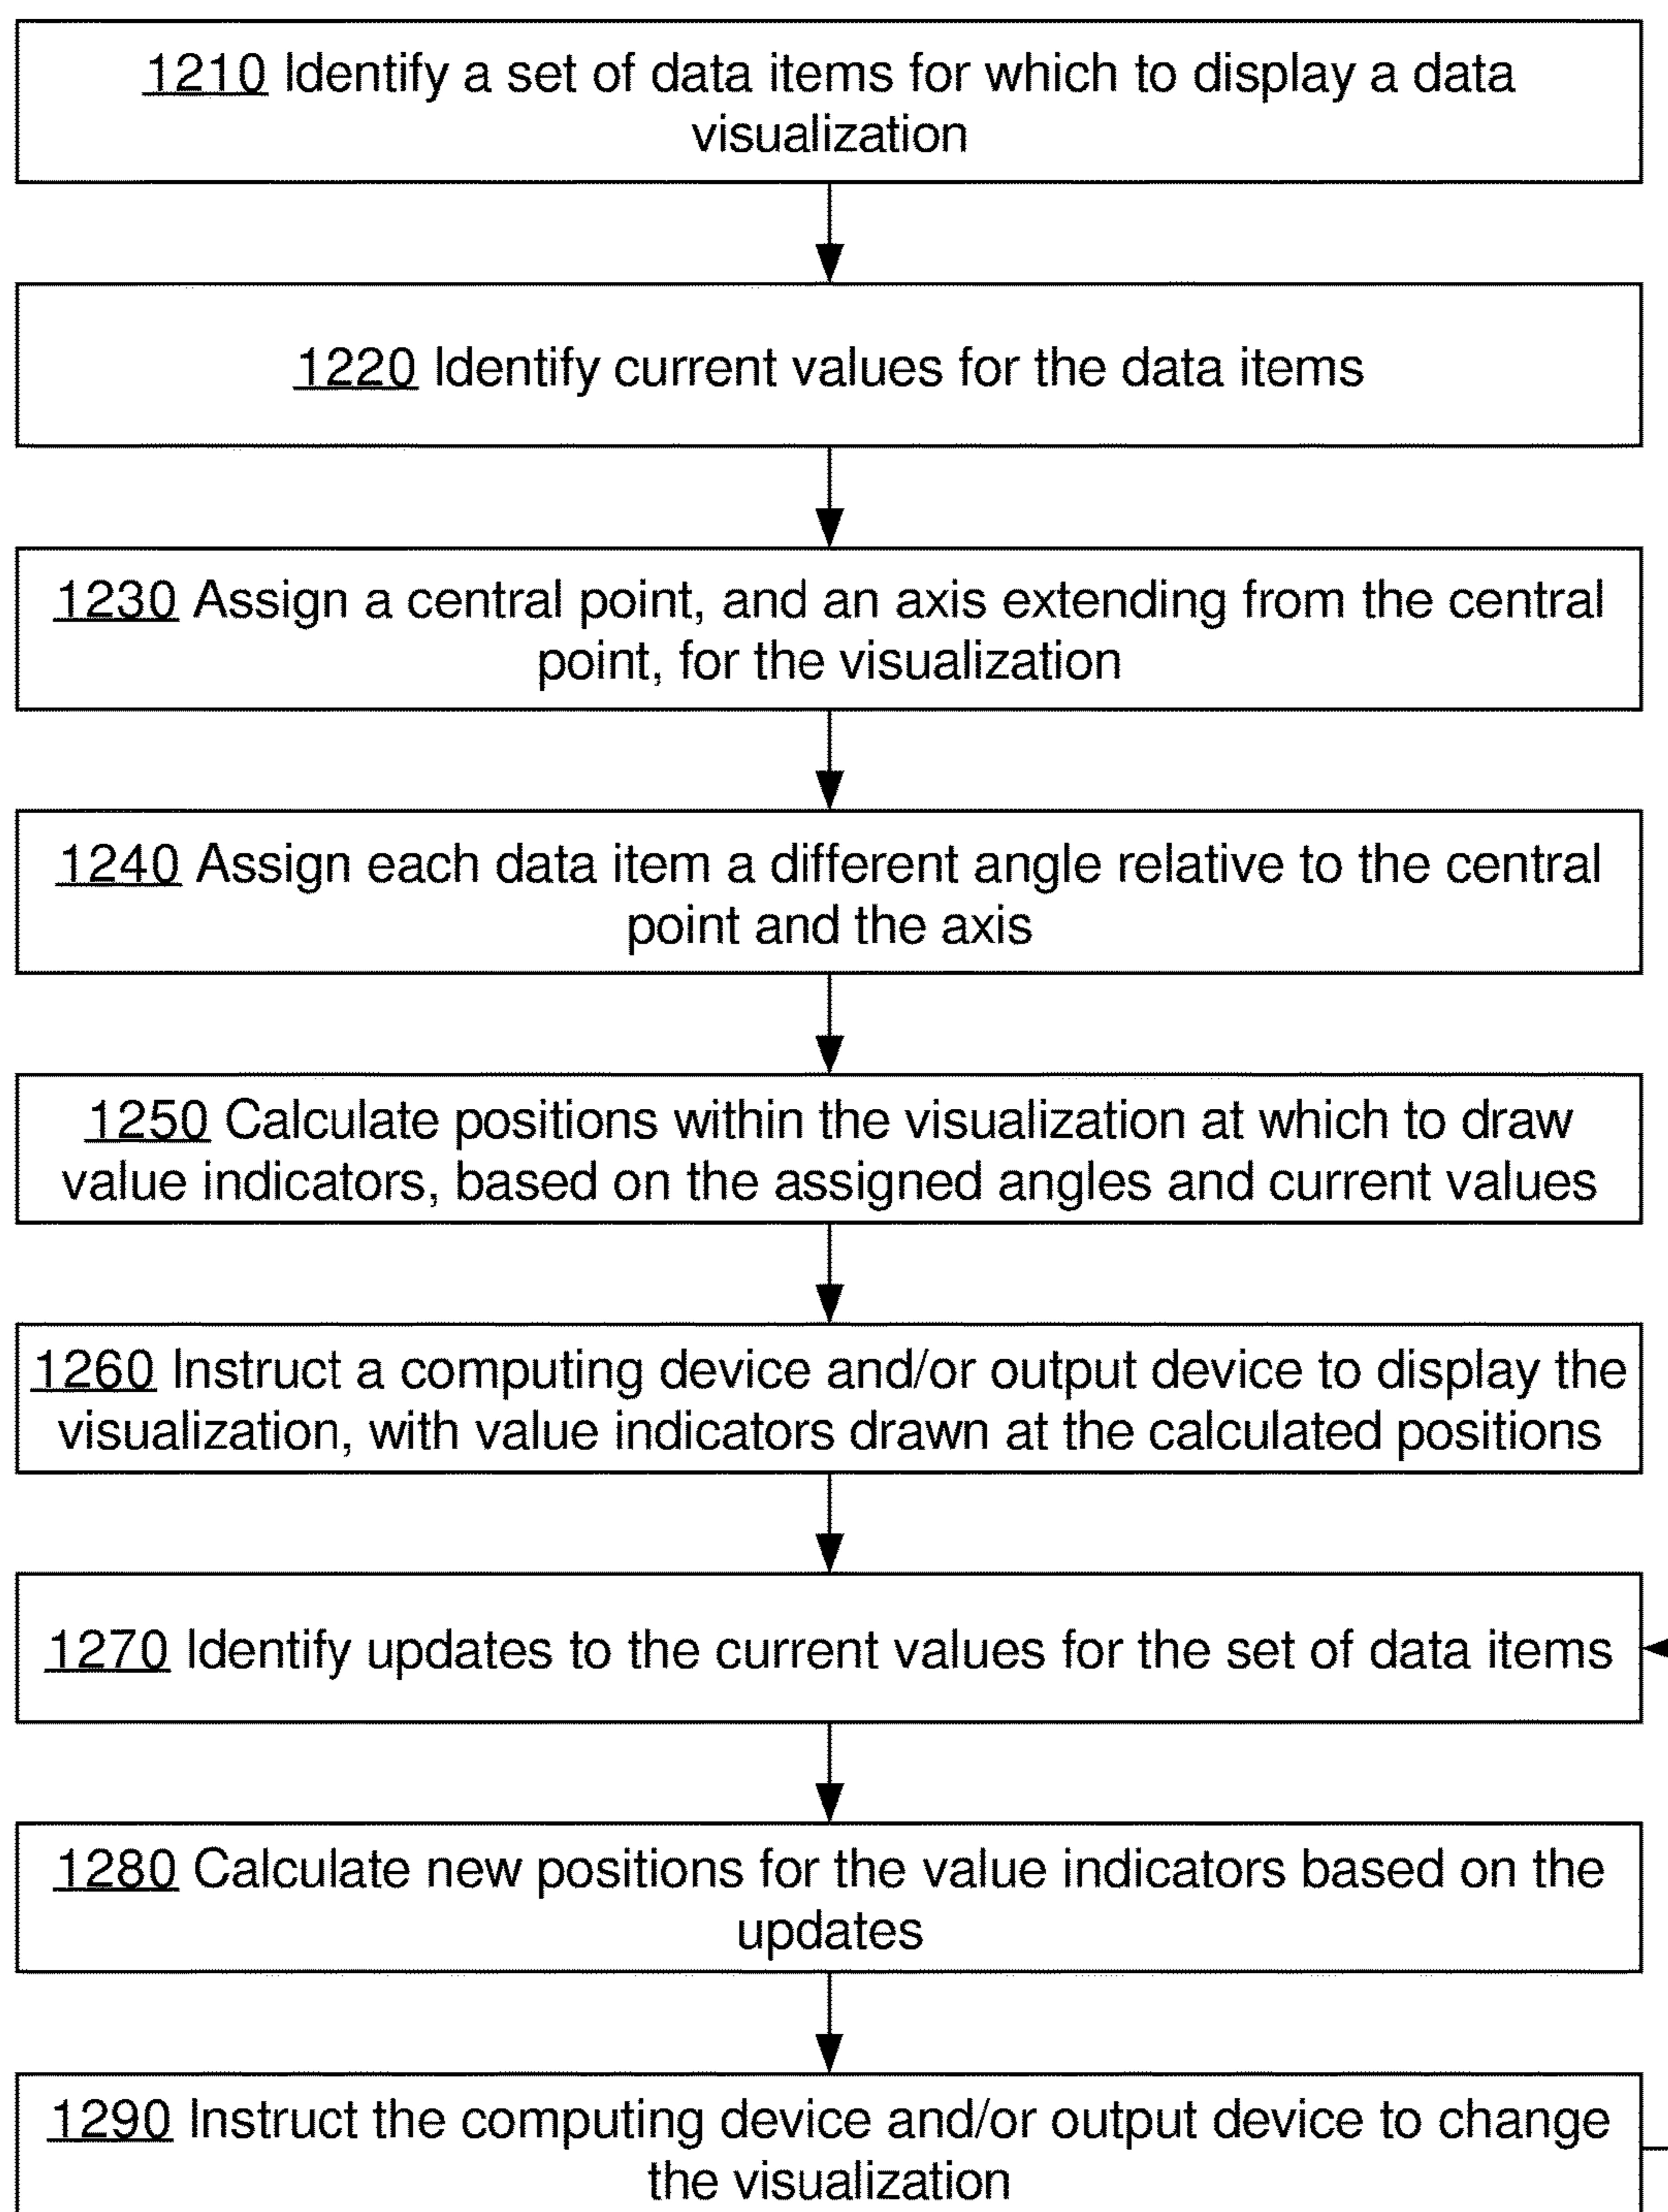 1210 Identify a set of data items for which to display a data
visualization
1220 Identify current values for the data items
1230 Assign a central point, and an axis extending from the central
point, for the visualization
1240 Assign each data item a different angle relative to the central
point and the axis
1250 Calculate positions within the visualization at which to draw
value indicators, based on the assigned angles and current values
1260 Instruct a computing device and/or output device to display the
visualization, with value indicators drawn at the calculated positions
1270 Identify updates to the current values for the set of data items
1280 Calculate new positions for the value indicators based on the
updates
1290 Instruct the computing device and/or output device to change
the visualization